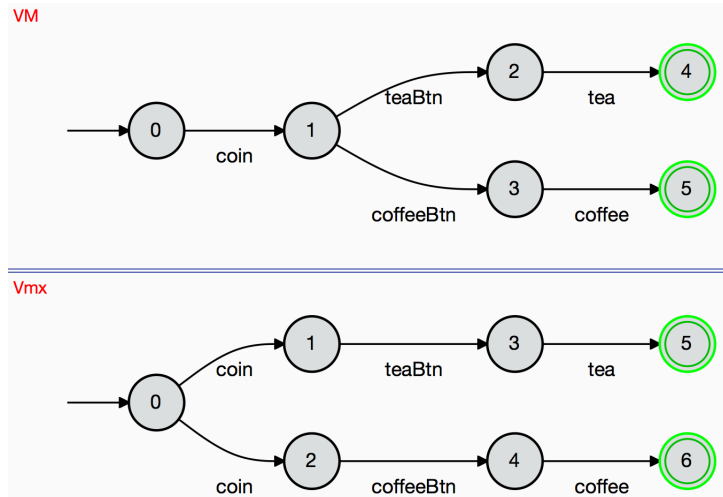 VM
2 4
teaBtn tea
0 1
coin
3 5
coffeeBtn coffee
Vmx
1 3 5
coin teaBtn tea
0
2 4 6
coin coffeeBtn coffee